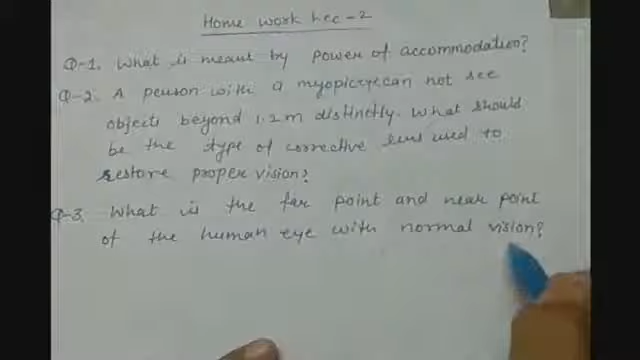 Home work Lec-2
Q-1. What is meant by power of accommodation?
Q-2. A person with a myopic eye can not see
objects beyond 1.2m distinctly. What should
be the type of corrective lens used to
restore proper vision?
Q-3. What is the far point and near point
of the human eye with normal vision?